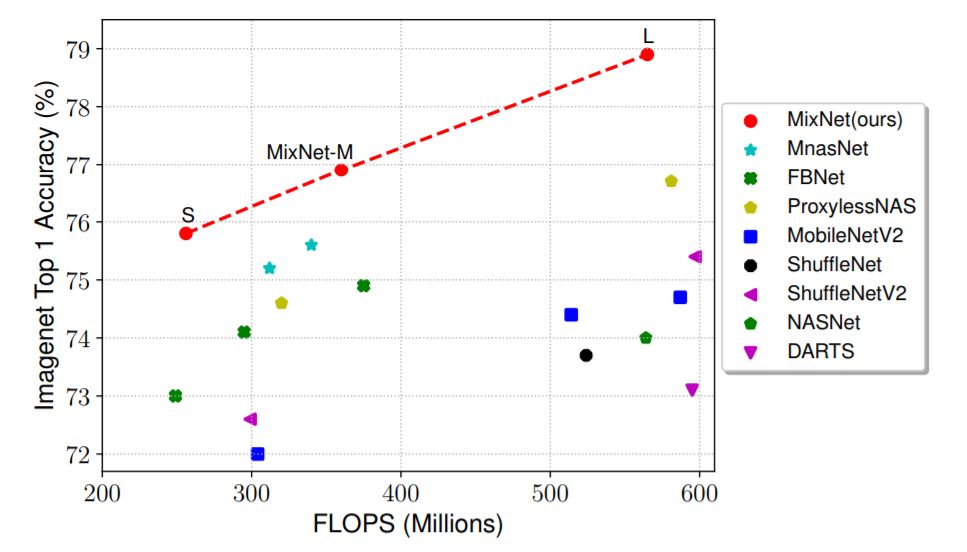 Imagenet Top 1 Accuracy (%)
79
78
77
76
75
74
73
72
L
MixNet-M
S
200
300
400
500
600
FLOPS (Millions)
MixNet(ours)
MnasNet
FBNet
ProxylessNAS
MobileNetV2
ShuffleNet
ShuffleNetV2
NASNet
DARTS